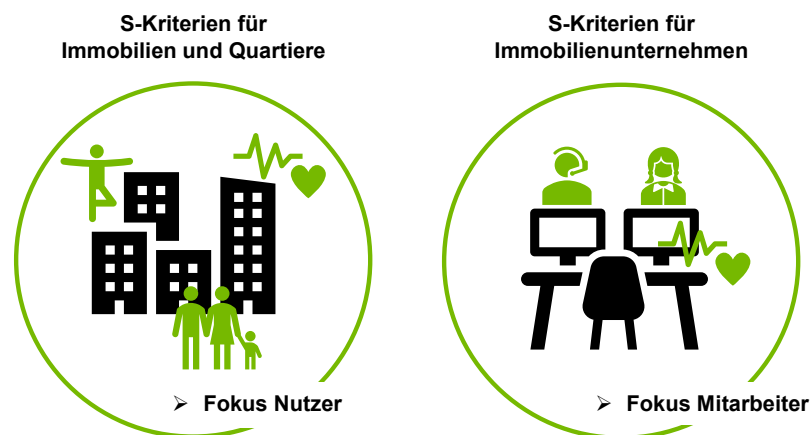 S-Kriterien für
Immobilien und Quartiere
S-Kriterien für
Immobilienunternehmen
➢ Fokus Nutzer
➢ Fokus Mitarbeiter